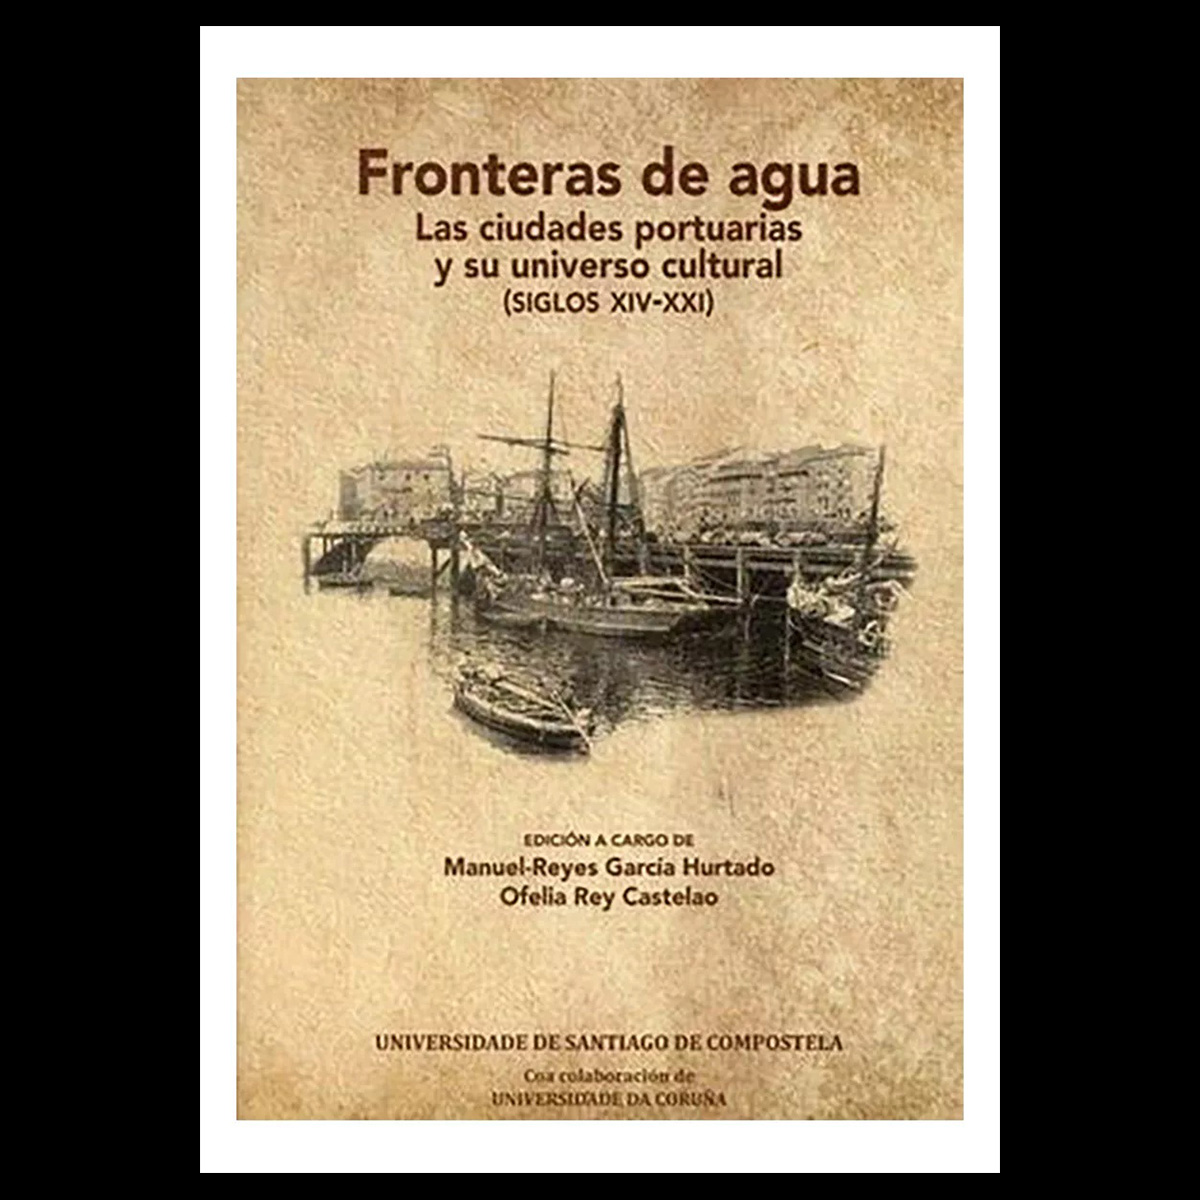 Fronteras de agua
Las ciudades portuarias
y su universo cultural
(SIGLOS XIV-XXI)
EDICIÓN A CARGO DE
Manuel-Reyes García Hurtado
Ofelia Rey Castelao
UNIVERSIDADE DE SANTIAGO DE COMPOSTELA
Coa colaboración de
UNIVERSIDADE DA CORUÑA